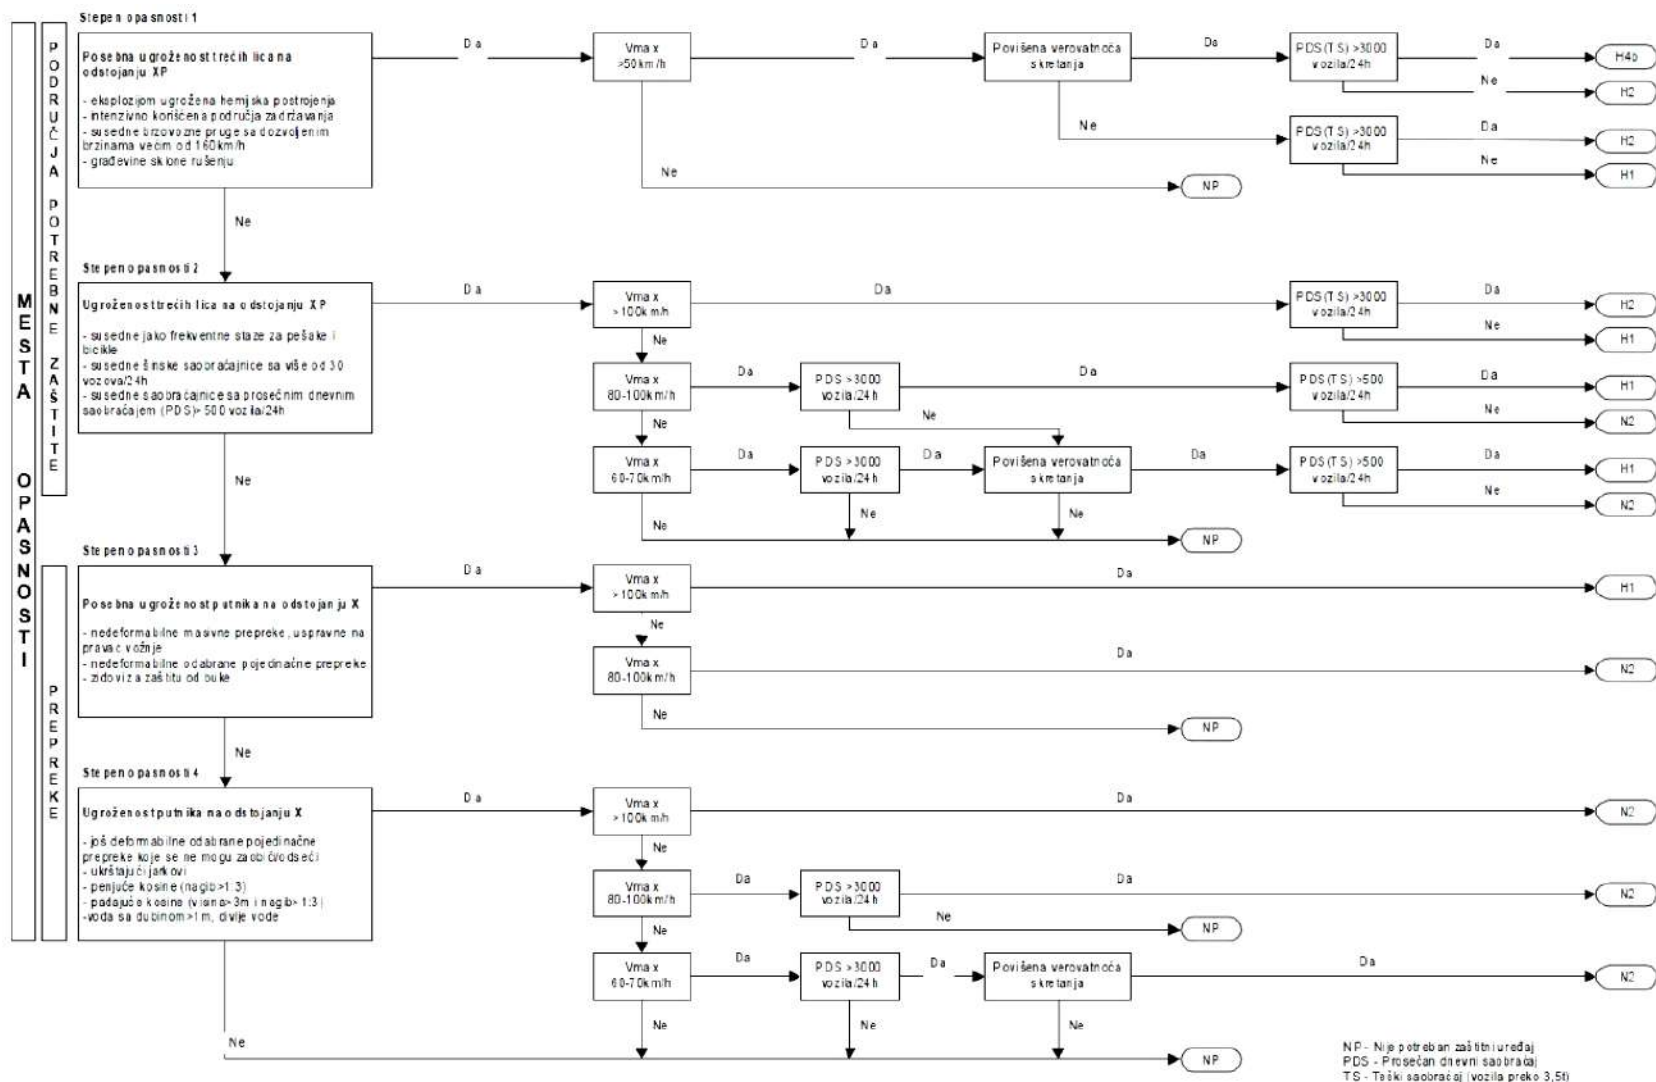 MESTA OPASNOSTI
PODRUČJA POTREBNE ZAŠTITE
PREPREKE
Stepen opasnosti 1
Posebna ugroženost trećih lica na
odstojanju XP
- eksplozijom ugrožena hemijska postrojenja
- intenzivno korišćena područja zadržavanja
- susedne brzovozne pruge sa dozvoljenim
brzinama većim od 160km/h
- građevine sklone rušenju
Da
Vmax
>50km/h
Da
Povišena verovatnoća
skretanja
Da
PDS(TS) >3000
vozila/24h
Da
H4b
Ne
H2
Ne
PDS(TS) >3000
vozila/24h
Da
H2
Ne
H1
Ne
NP
Ne
Stepen opasnosti 2
Ugroženost trećih lica na odstojanju XP
- susedne jako frekventne staze za pešake i
bicikle
- susedne šinske saobraćajnice sa više od 30
vozova/24h
- susedne saobraćajnice sa prosečnim dnevnim
saobraćajem (PDS)> 500 vozila/24h
Da
Vmax
>100km/h
Da
PDS(TS) >3000
vozila/24h
Da
H2
Ne
H1
Ne
Vmax
80-100km/h
Da
PDS >3000
vozila/24h
Da
PDS(TS) >500
vozila/24h
Da
H1
Ne
N2
Ne
Ne
Vmax
60-70km/h
Da
PDS >3000
vozila/24h
Da
Povišena verovatnoća
skretanja
Da
PDS(TS) >500
vozila/24h
Da
H1
Ne
N2
Ne
Ne
Ne
NP
Ne
Stepen opasnosti 3
Posebna ugroženost putnika na odstojanju X
- nedeformabilne masivne prepreke, uspravne na
pravac vožnje
- nedeformabilne odabrane pojedinačne prepreke
- zidovi za zaštitu od buke
Da
Vmax
>100km/h
Da
H1
Ne
Vmax
80-100km/h
Da
N2
Ne
NP
Ne
Stepen opasnosti 4
Ugroženost putnika na odstojanju X
- još deformabilne odabrane pojedinačne
prepreke koje se ne mogu zaobići/odseći
- ukrštajući jarkovi
- penjuće kosine (nagib>1:3)
- padajuće kosine (visina>3m i nagib> 1:3)
-voda sa dubinom >1m, divlje vode
Da
Vmax
>100km/h
Da
N2
Ne
Vmax
80-100km/h
Da
PDS >3000
vozila/24h
Da
N2
Ne
NP
Ne
Vmax
60-70km/h
Da
PDS >3000
vozila/24h
Da
Povišena verovatnoća
skretanja
Da
N2
Ne
Ne
Ne
Ne
NP
NP - Nije potreban zaštitni uređaj
PDS - Prosečan dnevni saobraćaj
TS - Teški saobraćaj (vozila preko 3,5t)